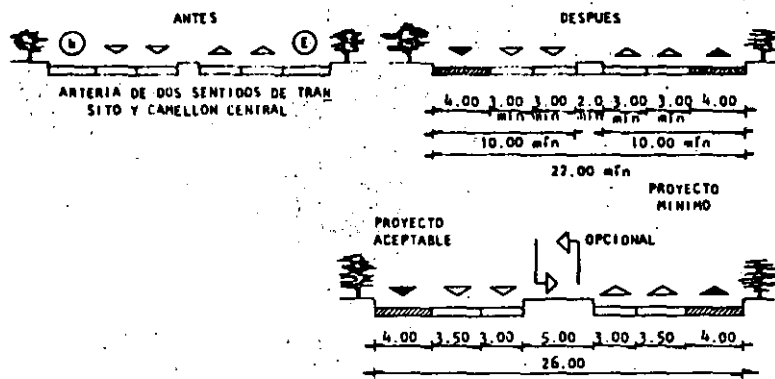 ANTES
E E
ARTERIA DE DOS SENTIDOS DE TRAN
SITO Y CAMELLON CENTRAL
DESPUÉS
4.00 3.00 3.00 2.0 3.00 3.00 4.00
mín mín mín mín mín
10.00 mín 10.00 mín
22.00 mín
PROYECTO
MINIMO
PROYECTO
ACEPTABLE
OPCIONAL
4.00 3.50 3.00 5.00 3.00 3.50 4.00
26.00